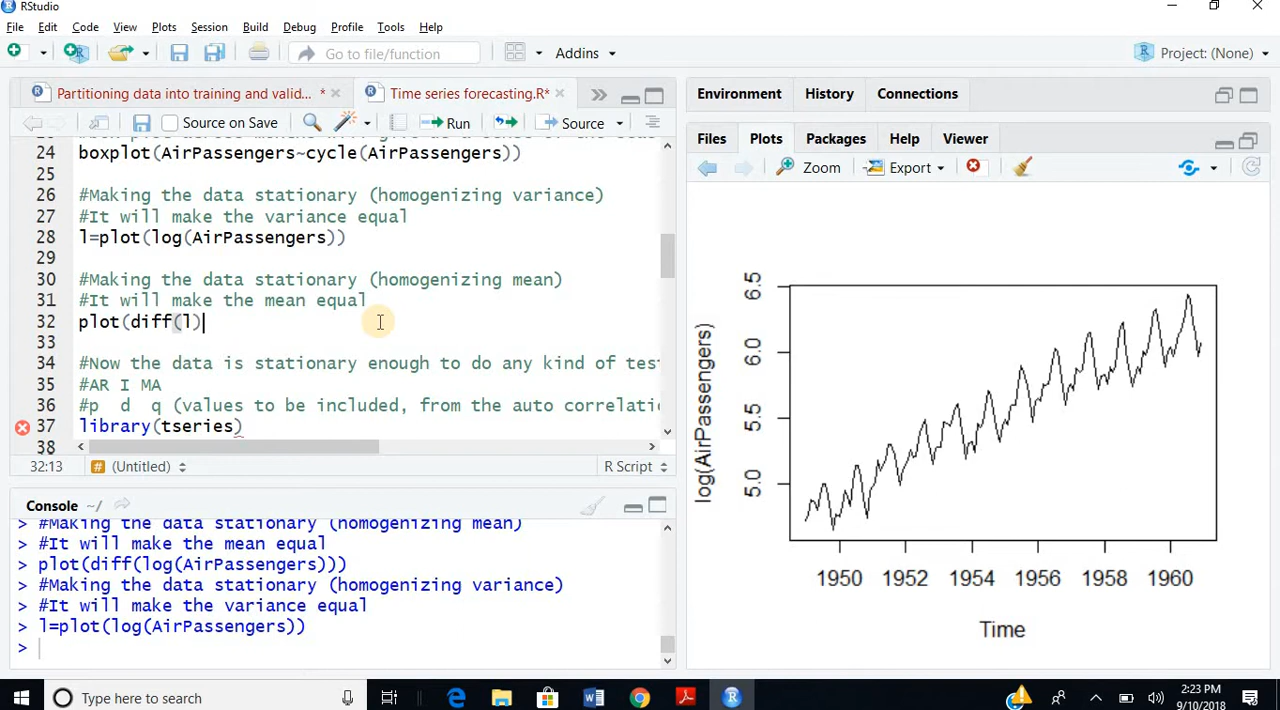 RStudio
File Edit Code View Plots Session Build Debug Profile Tools Help
Go to file/function
Addins
Project: (None)
Partitioning data into training and valid... *
Time series forecasting.R*
Source on Save
Run
Source
24 boxplot(AirPassengers~cycle(AirPassengers))
25
26 #Making the data stationary (homogenizing variance)
27 #It will make the variance equal
28 l=plot(log(AirPassengers))
29
30 #Making the data stationary (homogenizing mean)
31 #It will make the mean equal
32 plot(diff(l)
33
34 #Now the data is stationary enough to do any kind of tes
35 #AR I MA
36 #p d q (values to be included, from the auto correlati
37 library(tseries)
38
32:13
(Untitled)
R Script
Console ~/
> #Making the data stationary (homogenizing mean)
> #It will make the mean equal
> plot(diff(log(AirPassengers)))
> #Making the data stationary (homogenizing variance)
> #It will make the variance equal
> l=plot(log(AirPassengers))
>
Environment History Connections
Files Plots Packages Help Viewer
Zoom Export
log(AirPassengers)
6.5
6.0
5.5
5.0
1950 1952 1954 1956 1958 1960
Time
Type here to search
2:23 PM
9/10/2018